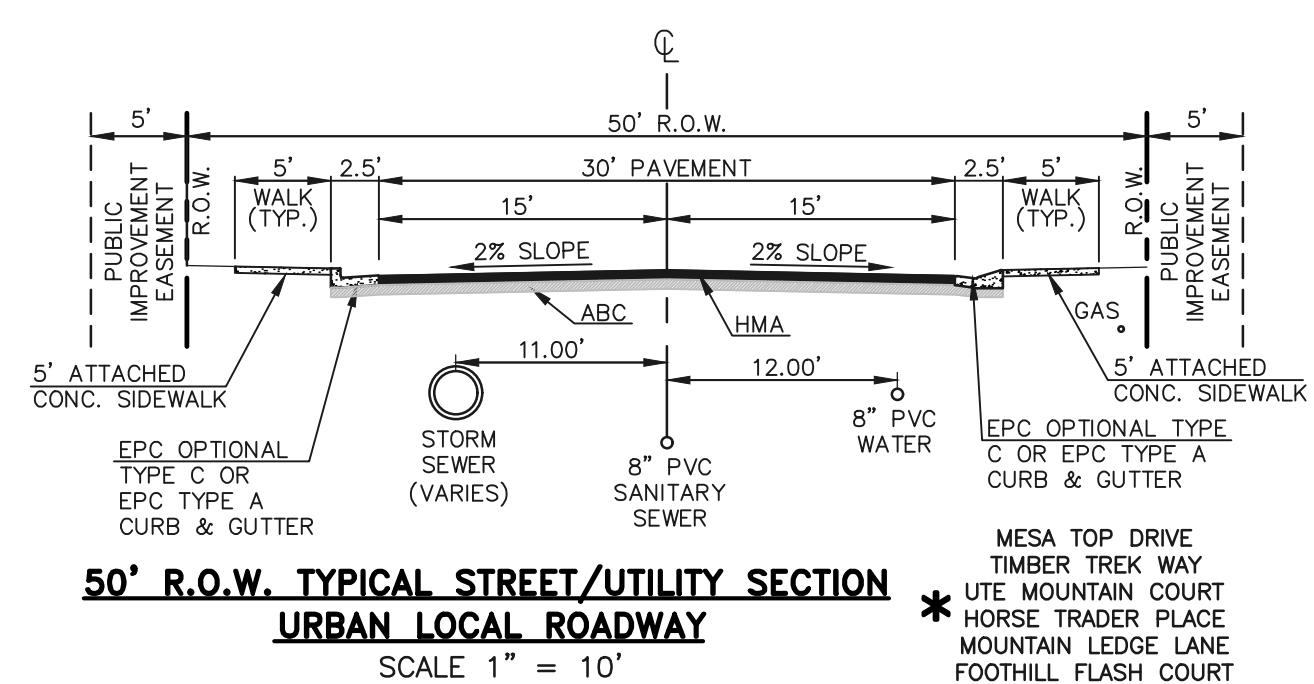 ℄
5'
50' R.O.W.
5'
5'
WALK
(TYP.)
2.5'
30' PAVEMENT
2.5'
5'
WALK
(TYP.)
15'
15'
PUBLIC
IMPROVEMENT
EASEMENT
R.O.W.
R.O.W.
PUBLIC
IMPROVEMENT
EASEMENT
2% SLOPE
2% SLOPE
ABC
HMA
GAS
11.00'
12.00'
5' ATTACHED
CONC. SIDEWALK
5' ATTACHED
CONC. SIDEWALK
EPC OPTIONAL
TYPE C OR
EPC TYPE A
CURB & GUTTER
STORM
SEWER
(VARIES)
8" PVC
SANITARY
SEWER
8" PVC
WATER
EPC OPTIONAL TYPE
C OR EPC TYPE A
CURB & GUTTER
50' R.O.W. TYPICAL STREET/UTILITY SECTION
URBAN LOCAL ROADWAY
SCALE 1" = 10'
*
MESA TOP DRIVE
TIMBER TREK WAY
UTE MOUNTAIN COURT
HORSE TRADER PLACE
MOUNTAIN LEDGE LANE
FOOTHILL FLASH COURT